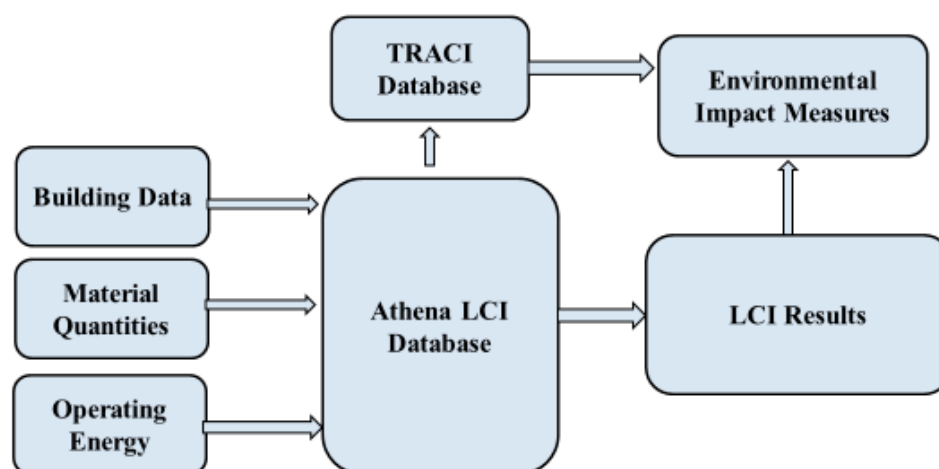 TRACI
Database
Environmental
Impact Measures
Building Data
Material
Quantities
Athena LCI
Database
LCI Results
Operating
Energy